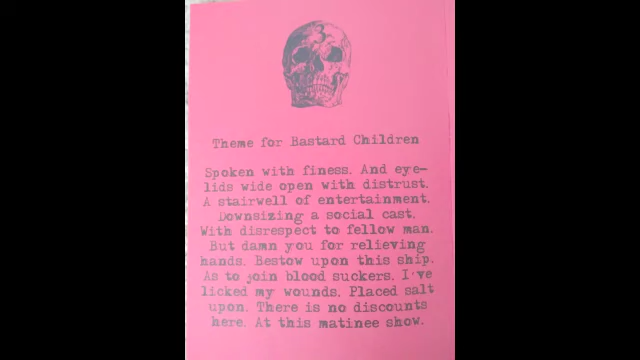 Theme for Bastard Children
Spoken with finess. And eye-
lids wide open with distrust.
A stairwell of entertainment.
Downsizing a social cast.
With disrespect to fellow man.
But damn you for relieving
hands. Bestow upon this ship.
As to join blood suckers. I've
licked my wounds. Placed salt
upon. There is no discounts
here. At this matinee show.